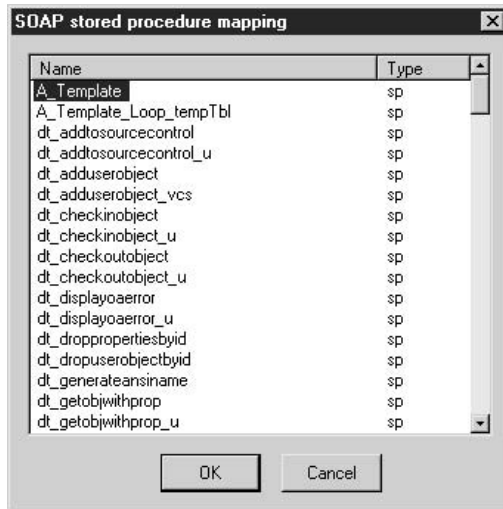 SOAP stored procedure mapping
Name Type
A_Template sp
A_Template_Loop_tempTbl sp
dt_addtosourcecontrol sp
dt_addtosourcecontrol_u sp
dt_adduserobject sp
dt_adduserobject_vcs sp
dt_checkinobject sp
dt_checkinobject_u sp
dt_checkoutobject sp
dt_checkoutobject_u sp
dt_displayoaerror sp
dt_displayoaerror_u sp
dt_droppropertiesbyid sp
dt_dropuserobjectbyid sp
dt_generateansiname sp
dt_getobjwithprop sp
dt_getobjwithprop_u sp
OK Cancel